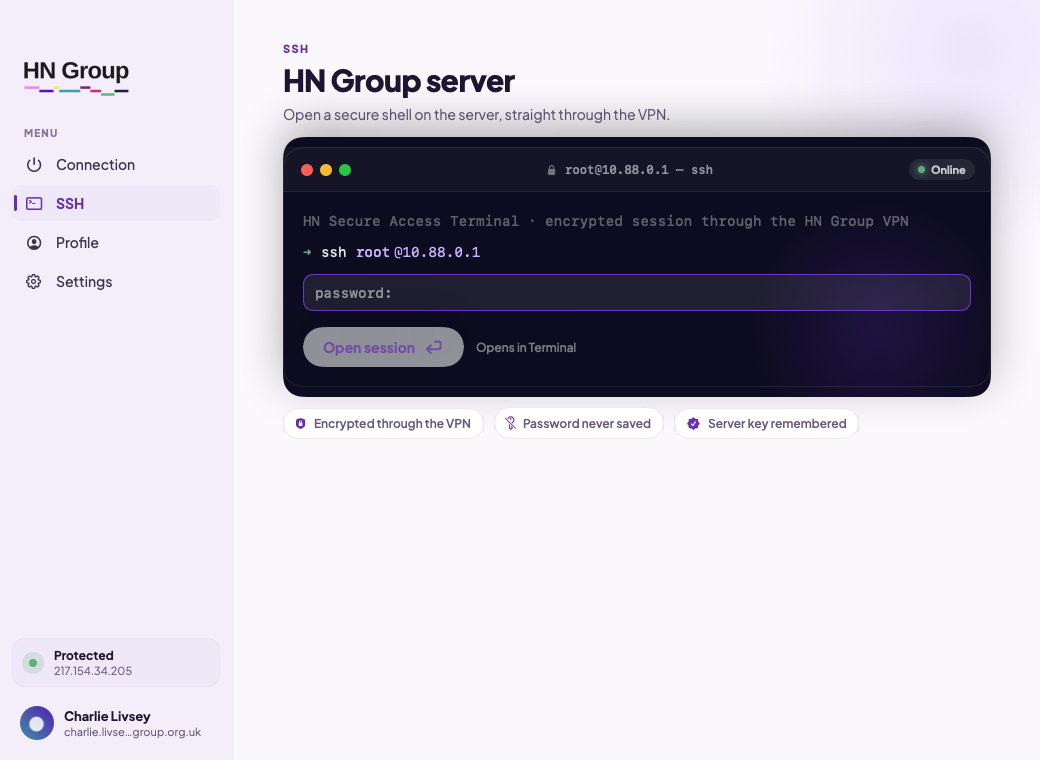 HN Group
MENU
Connection
SSH
Profile
Settings
Protected
217.154.34.205
Charlie Livsey
charlie.livse...group.org.uk
SSH
HN Group server
Open a secure shell on the server, straight through the VPN.
root@10.88.0.1 — ssh
Online
HN Secure Access Terminal · encrypted session through the HN Group VPN
➜ ssh root@10.88.0.1
password:
Open session
Opens in Terminal
Encrypted through the VPN
Password never saved
Server key remembered